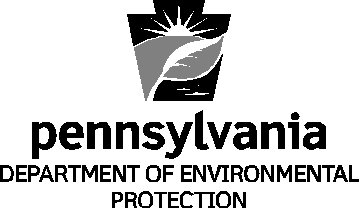 pennsylvania
DEPARTMENT OF ENVIRONMENTAL
PROTECTION